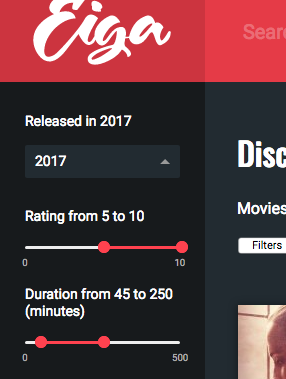 Eiga
Sear
Released in 2017
2017
Rating from 5 to 10
0
10
Duration from 45 to 250
(minutes)
0
500
Disc
Movies
Filters